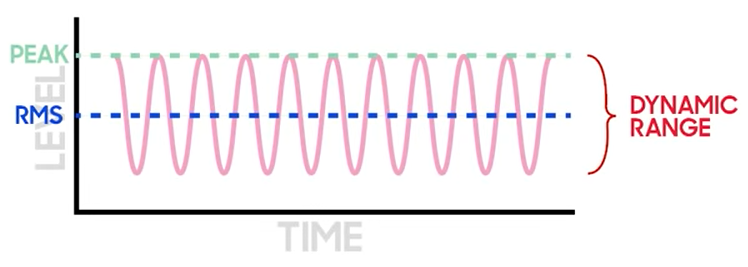 PEAK
LEVEL
RMS
DYNAMIC
RANGE
TIME